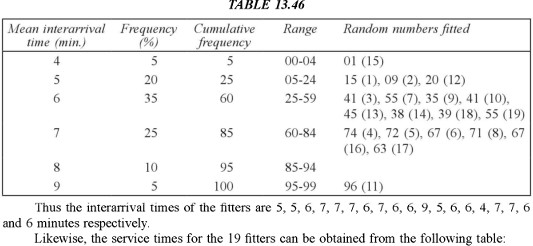 TABLE 13.46
Mean interarrival Frequency Cumulative Range Random numbers fitted
time (min.) (%) frequency
4 5 5 00-04 01 (15)
5 20 25 05-24 15 (1), 09 (2), 20 (12)
6 35 60 25-59 41 (3), 55 (7), 35 (9), 41 (10),
45 (13), 38 (14), 39 (18), 55 (19)
7 25 85 60-84 74 (4), 72 (5), 67 (6), 71 (8), 67
(16), 63 (17)
8 10 95 85-94
9 5 100 95-99 96 (11)
Thus the interarrival times of the fitters are 5, 5, 6, 7, 7, 7, 6, 7, 6, 6, 9, 5, 6, 6, 4, 7, 7, 6
and 6 minutes respectively.
Likewise, the service times for the 19 fitters can be obtained from the following table: